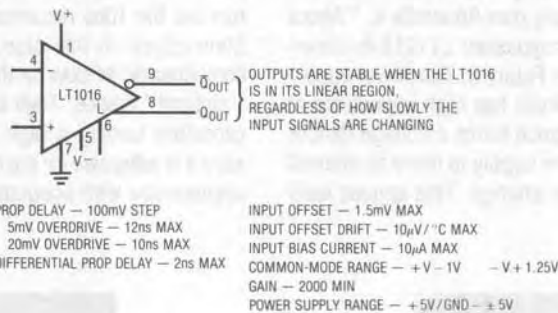 V+
4
9
Q̅OUT
OUTPUTS ARE STABLE WHEN THE LT1016
IS IN ITS LINEAR REGION,
REGARDLESS OF HOW SLOWLY THE
INPUT SIGNALS ARE CHANGING
LT1016
8
QOUT
3
+
7
5
6
V−
PROP DELAY — 100mV STEP
5mV OVERDRIVE — 12ns MAX
20mV OVERDRIVE — 10ns MAX
DIFFERENTIAL PROP DELAY — 2ns MAX
INPUT OFFSET — 1.5mV MAX
INPUT OFFSET DRIFT — 10μV/°C MAX
INPUT BIAS CURRENT — 10μA MAX
COMMON-MODE RANGE — +V − 1V −V + 1.25V
GAIN — 2000 MIN
POWER SUPPLY RANGE — +5V/GND — ±5V